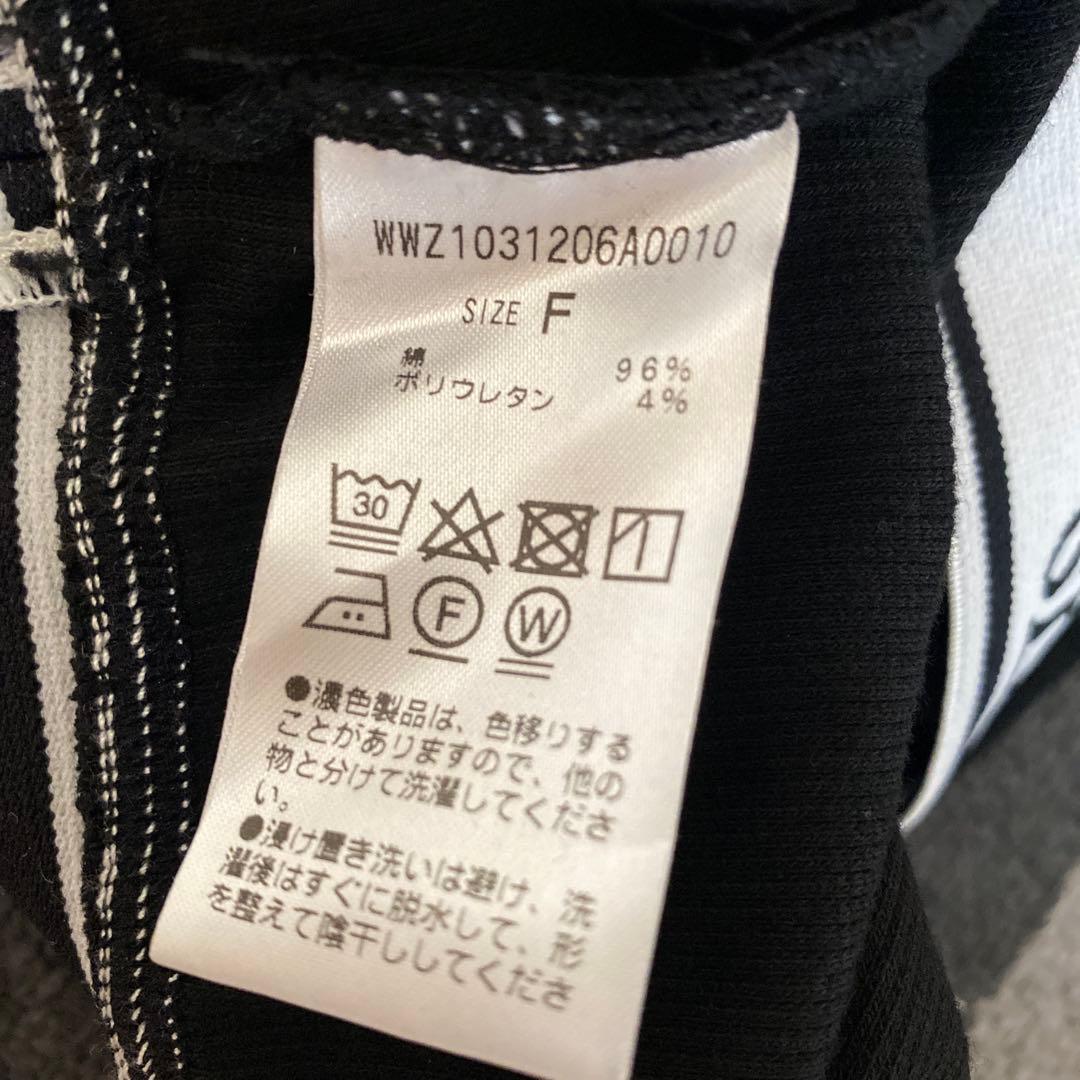 WWZ1031206A0010
SIZE F
綿 96%
ポリウレタン 4%
30
F W
●濃色製品は、色移りする
ことがありますので、他の
物と分けて洗濯してくださ
い。
●浸け置き洗いは避け、洗
濯後はすぐに脱水して、形
を整えて陰干ししてくださ